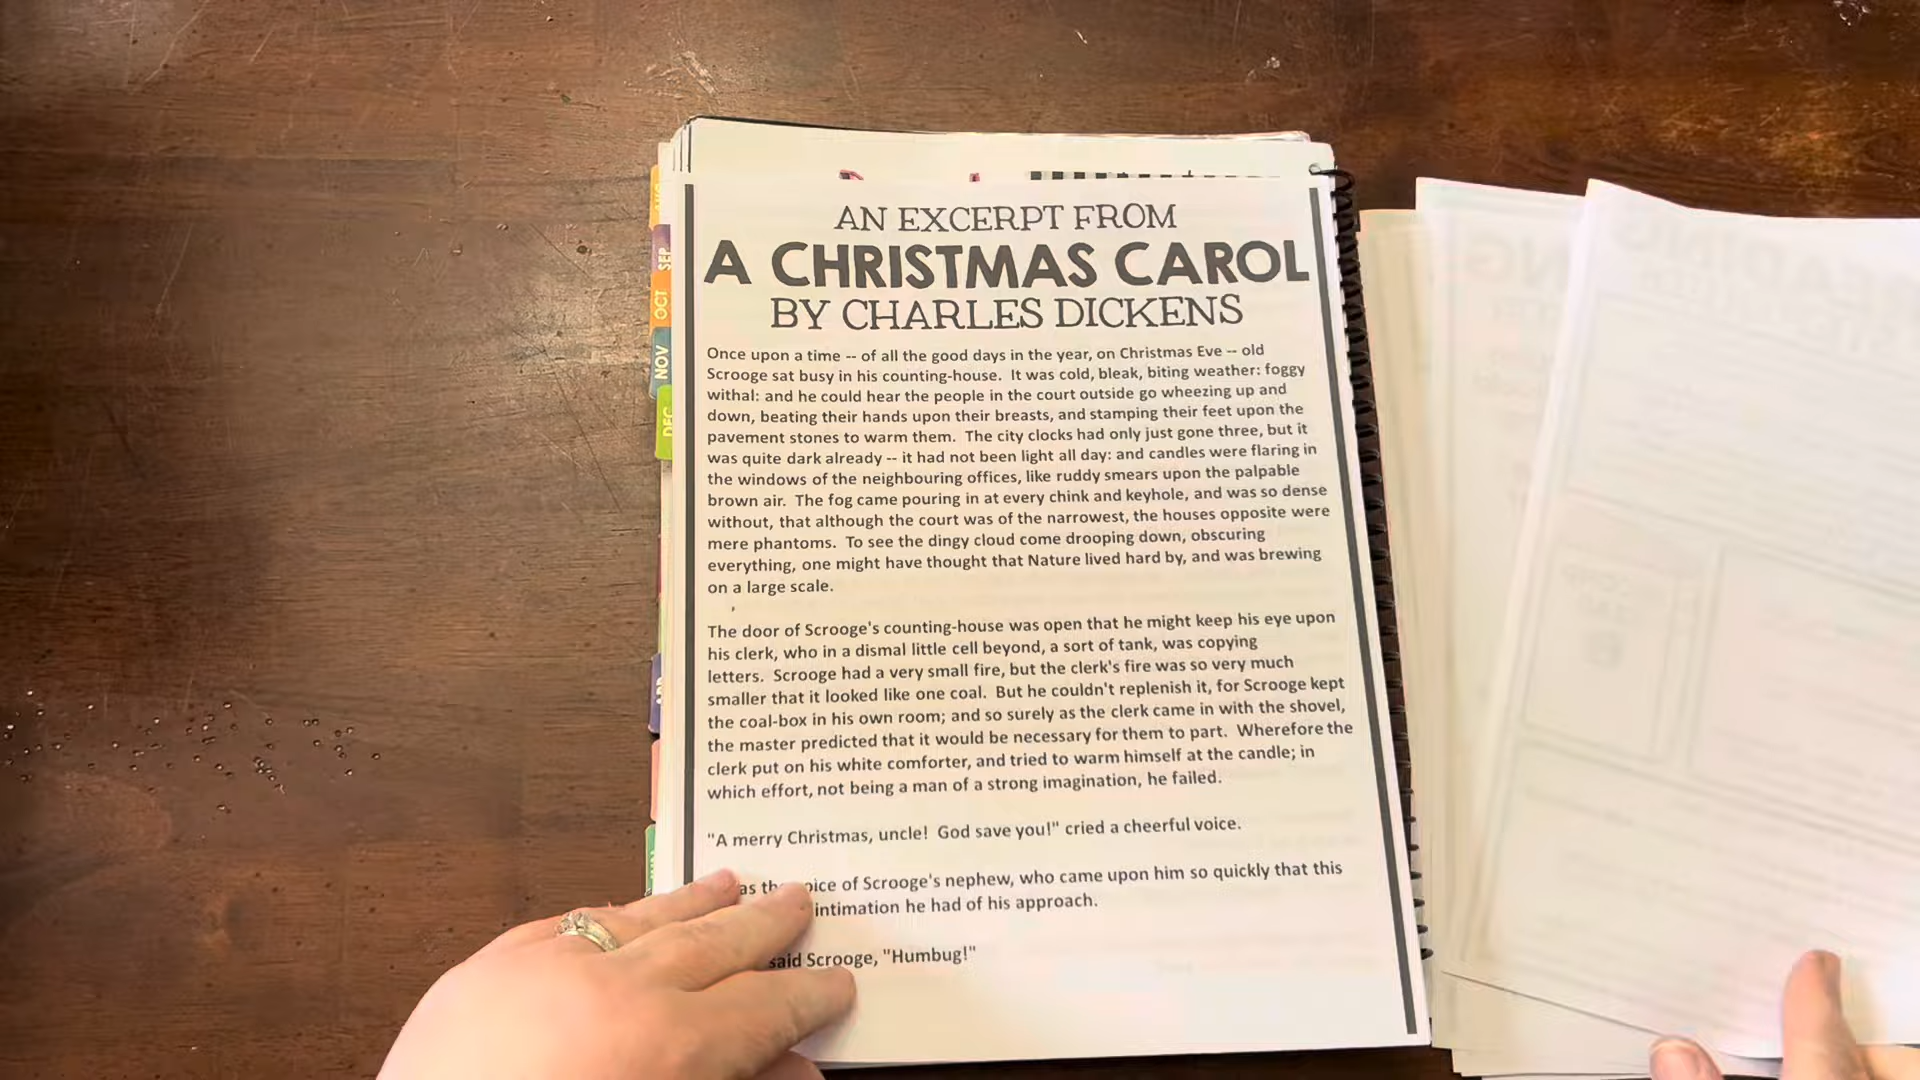 AN EXCERPT FROM
A CHRISTMAS CAROL
BY CHARLES DICKENS
Once upon a time -- of all the good days in the year, on Christmas Eve -- old
Scrooge sat busy in his counting-house. It was cold, bleak, biting weather: foggy
withal: and he could hear the people in the court outside go wheezing up and
down, beating their hands upon their breasts, and stamping their feet upon the
pavement stones to warm them. The city clocks had only just gone three, but it
was quite dark already -- it had not been light all day: and candles were flaring in
the windows of the neighbouring offices, like ruddy smears upon the palpable
brown air. The fog came pouring in at every chink and keyhole, and was so dense
without, that although the court was of the narrowest, the houses opposite were
mere phantoms. To see the dingy cloud come drooping down, obscuring
everything, one might have thought that Nature lived hard by, and was brewing
on a large scale.
The door of Scrooge's counting-house was open that he might keep his eye upon
his clerk, who in a dismal little cell beyond, a sort of tank, was copying
letters. Scrooge had a very small fire, but the clerk's fire was so very much
smaller that it looked like one coal. But he couldn't replenish it, for Scrooge kept
the coal-box in his own room; and so surely as the clerk came in with the shovel,
the master predicted that it would be necessary for them to part. Wherefore the
clerk put on his white comforter, and tried to warm himself at the candle; in
which effort, not being a man of a strong imagination, he failed.
"A merry Christmas, uncle! God save you!" cried a cheerful voice.
of Scrooge's nephew, who came upon him so quickly that this
intimation he had of his approach.
said Scrooge, "Humbug!"
SEP
OCT
NOV
DEC